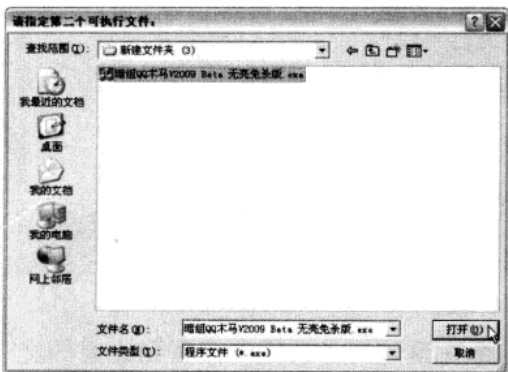 请指定第二个可执行文件:
查找范围(I):
新建文件夹 (3)
暗组QQ木马V2009 Beta 无壳免杀版.exe
我最近的文档
桌面
我的文档
我的电脑
网上邻居
文件名(N):
暗组QQ木马V2009 Beta 无壳免杀版.exe
打开(O)
文件类型(T):
程序文件 (*.exe)
取消